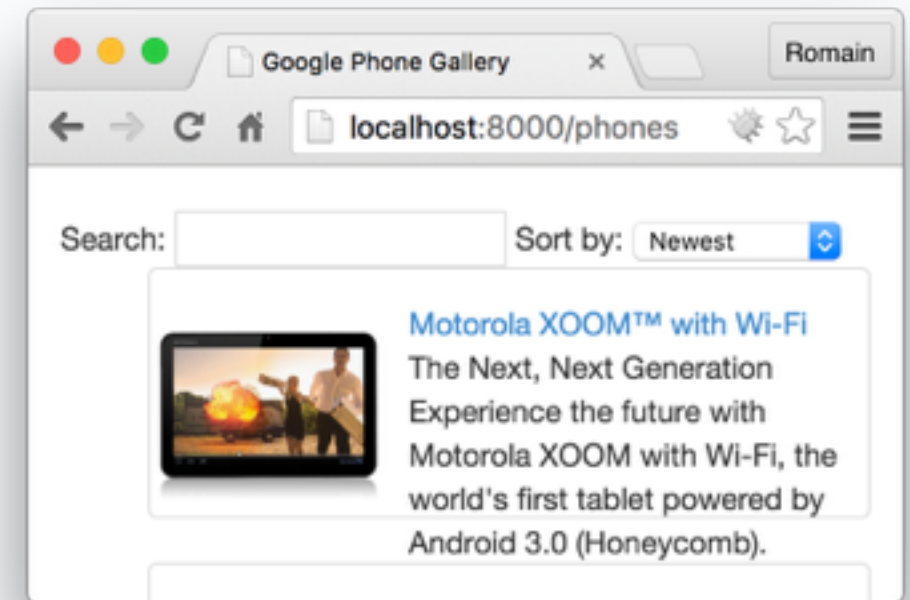 Google Phone Gallery
Romain
localhost:8000/phones
Search: Sort by: Newest
Motorola XOOM™ with Wi-Fi
The Next, Next Generation
Experience the future with
Motorola XOOM with Wi-Fi, the
world's first tablet powered by
Android 3.0 (Honeycomb).